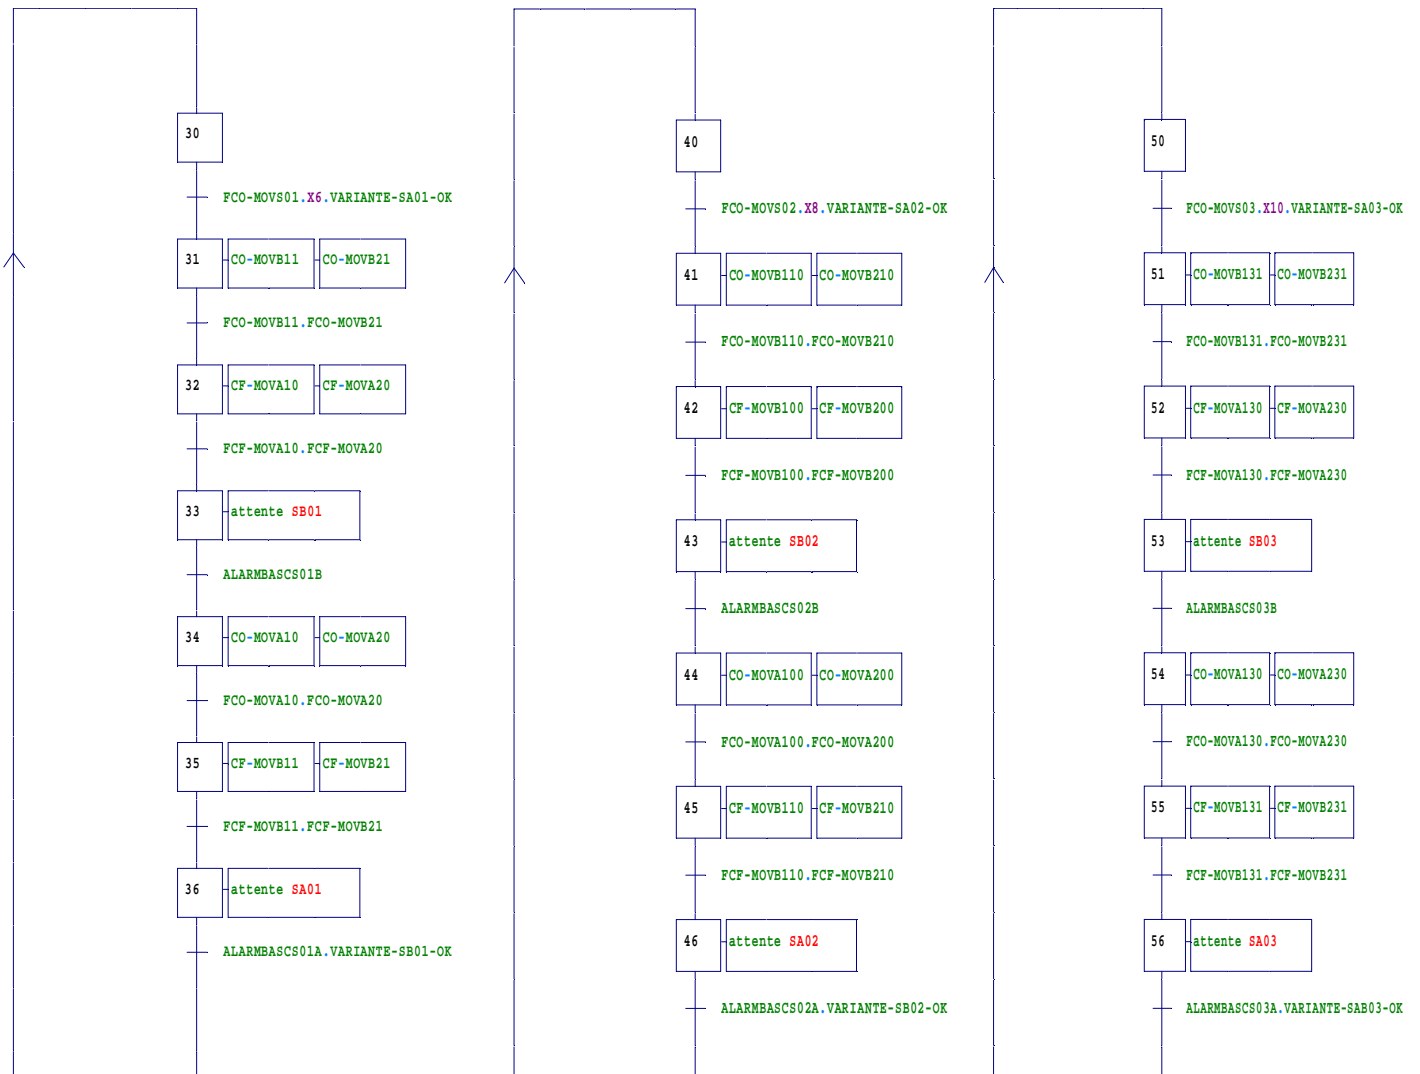 30
FCO-MOVS01.X6.VARIANTE-SA01-OK
31 CO-MOVB11 CO-MOVB21
FCO-MOVB11.FCO-MOVB21
32 CF-MOVA10 CF-MOVA20
FCF-MOVA10.FCF-MOVA20
33 attente SB01
ALARMBASCS01B
34 CO-MOVA10 CO-MOVA20
FCO-MOVA10.FCO-MOVA20
35 CF-MOVB11 CF-MOVB21
FCF-MOVB11.FCF-MOVB21
36 attente SA01
ALARMBASCS01A.VARIANTE-SB01-OK
40
FCO-MOVS02.X8.VARIANTE-SA02-OK
41 CO-MOVB110 CO-MOVB210
FCO-MOVB110.FCO-MOVB210
42 CF-MOVB100 CF-MOVB200
FCF-MOVB100.FCF-MOVB200
43 attente SB02
ALARMBASCS02B
44 CO-MOVA100 CO-MOVA200
FCO-MOVA100.FCO-MOVA200
45 CF-MOVB110 CF-MOVB210
FCF-MOVB110.FCF-MOVB210
46 attente SA02
ALARMBASCS02A.VARIANTE-SB02-OK
50
FCO-MOVS03.X10.VARIANTE-SA03-OK
51 CO-MOVB131 CO-MOVB231
FCO-MOVB131.FCO-MOVB231
52 CF-MOVA130 CF-MOVA230
FCF-MOVA130.FCF-MOVA230
53 attente SB03
ALARMBASCS03B
54 CO-MOVA130 CO-MOVA230
FCO-MOVA130.FCO-MOVA230
55 CF-MOVB131 CF-MOVB231
FCF-MOVB131.FCF-MOVB231
56 attente SA03
ALARMBASCS03A.VARIANTE-SAB03-OK